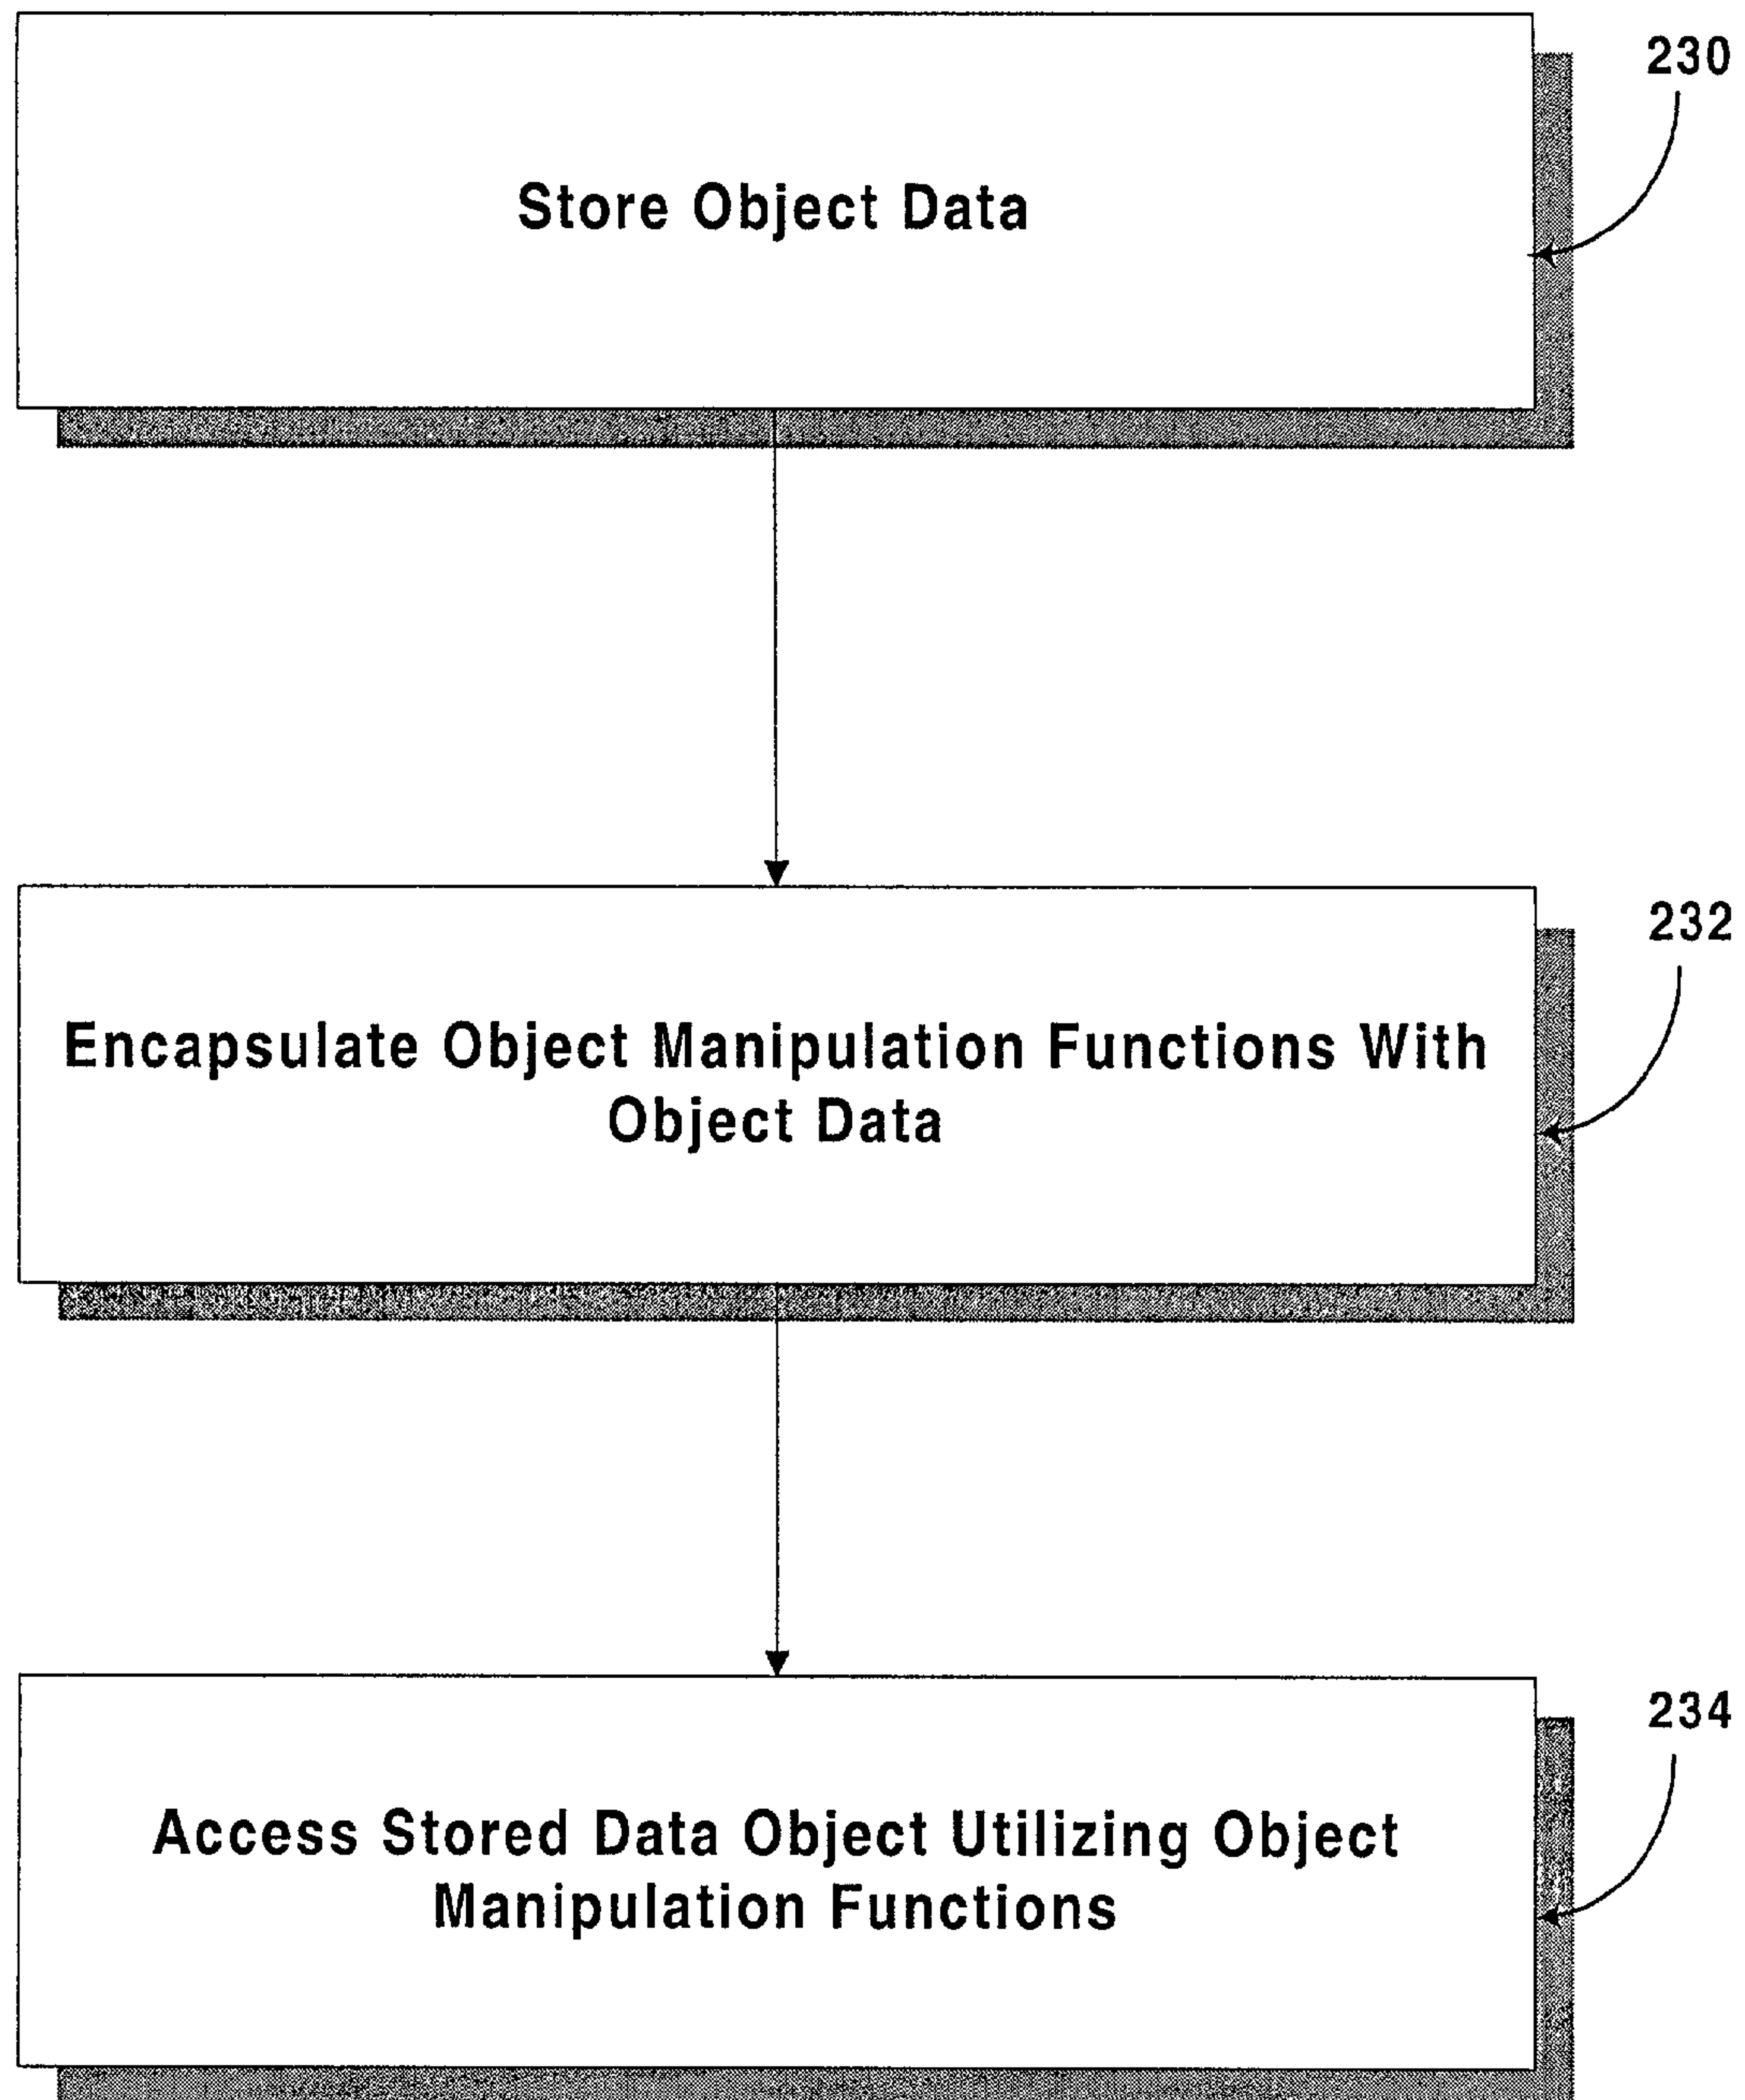 230
Store Object Data
232
Encapsulate Object Manipulation Functions With
Object Data
234
Access Stored Data Object Utilizing Object
Manipulation Functions